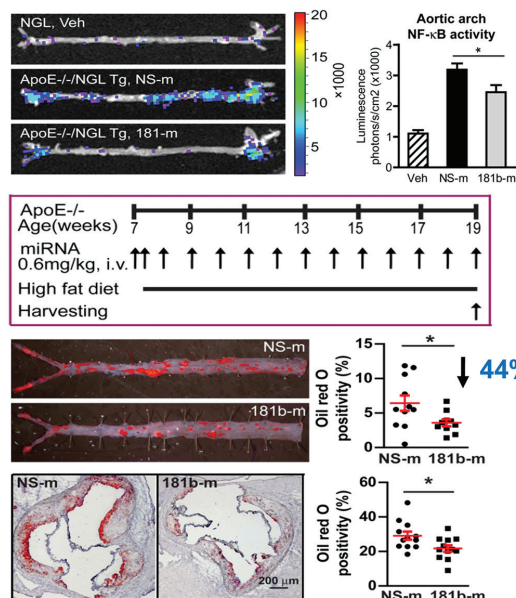 NGL, Veh
ApoE-/-/NGL Tg, NS-m
ApoE-/-/NGL Tg, 181-m
20
15
10
5
×1000
Aortic arch
NF-κB activity
Luminescence
photon/s/s/cm2 (x1000)
4
3
2
1
0
*
Veh NS-m 181b-m
ApoE-/-
Age(weeks)
7 9 11 13 15 17 19
miRNA
0.6mg/kg, i.v.
High fat diet
Harvesting
NS-m
181b-m
Oil red O
positivity (%)
15
10
5
0
*
44%
NS-m 181b-m
NS-m
181b-m
200 μm
Oil red O
positivity (%)
60
40
20
0
*
NS-m 181b-m